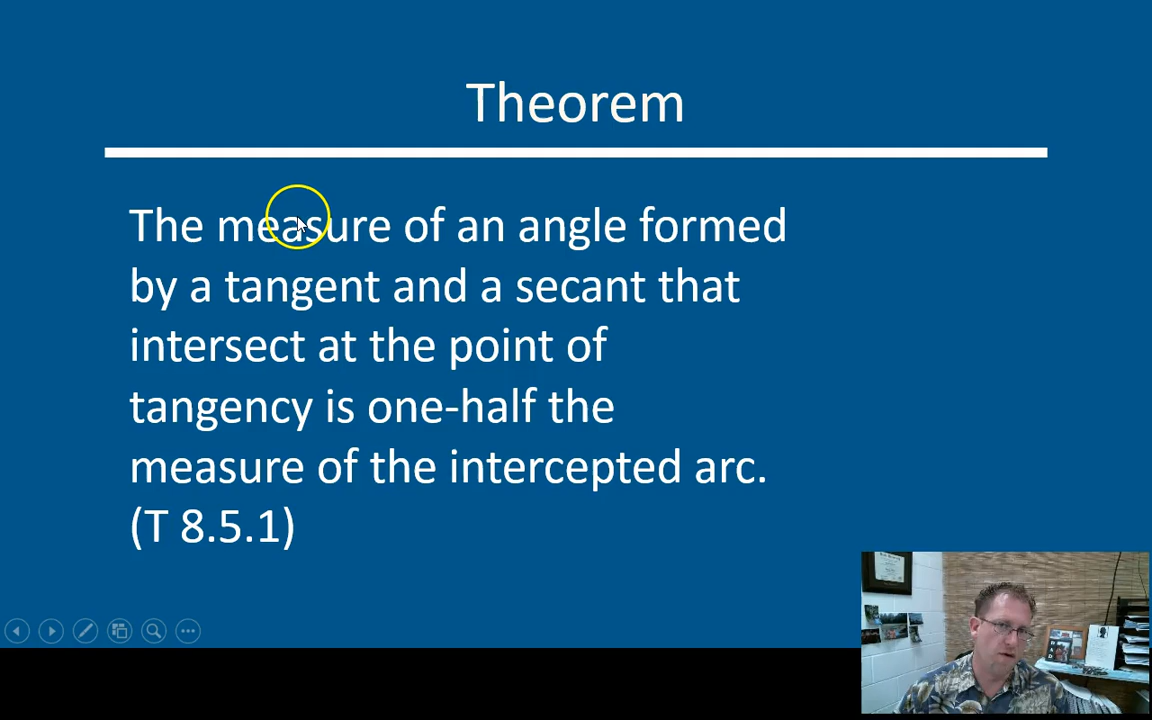 Theorem
The measure of an angle formed
by a tangent and a secant that
intersect at the point of
tangency is one-half the
measure of the intercepted arc.
(T 8.5.1)